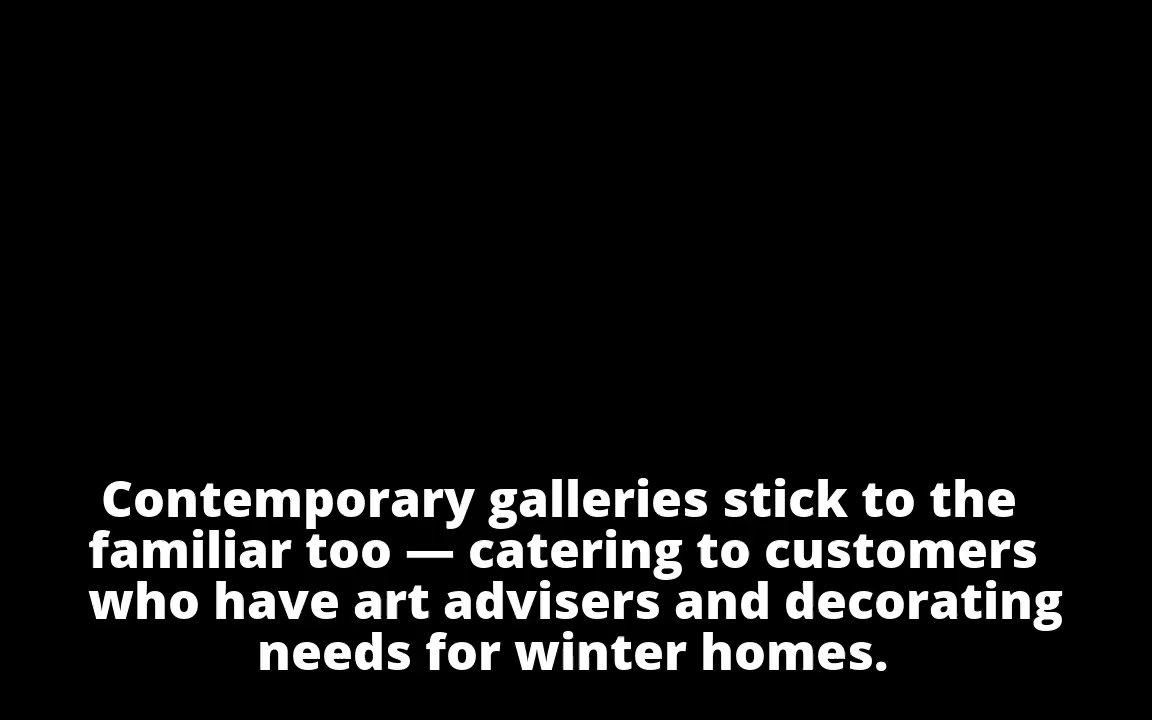 Contemporary galleries stick to the
familiar too — catering to customers
who have art advisers and decorating
needs for winter homes.